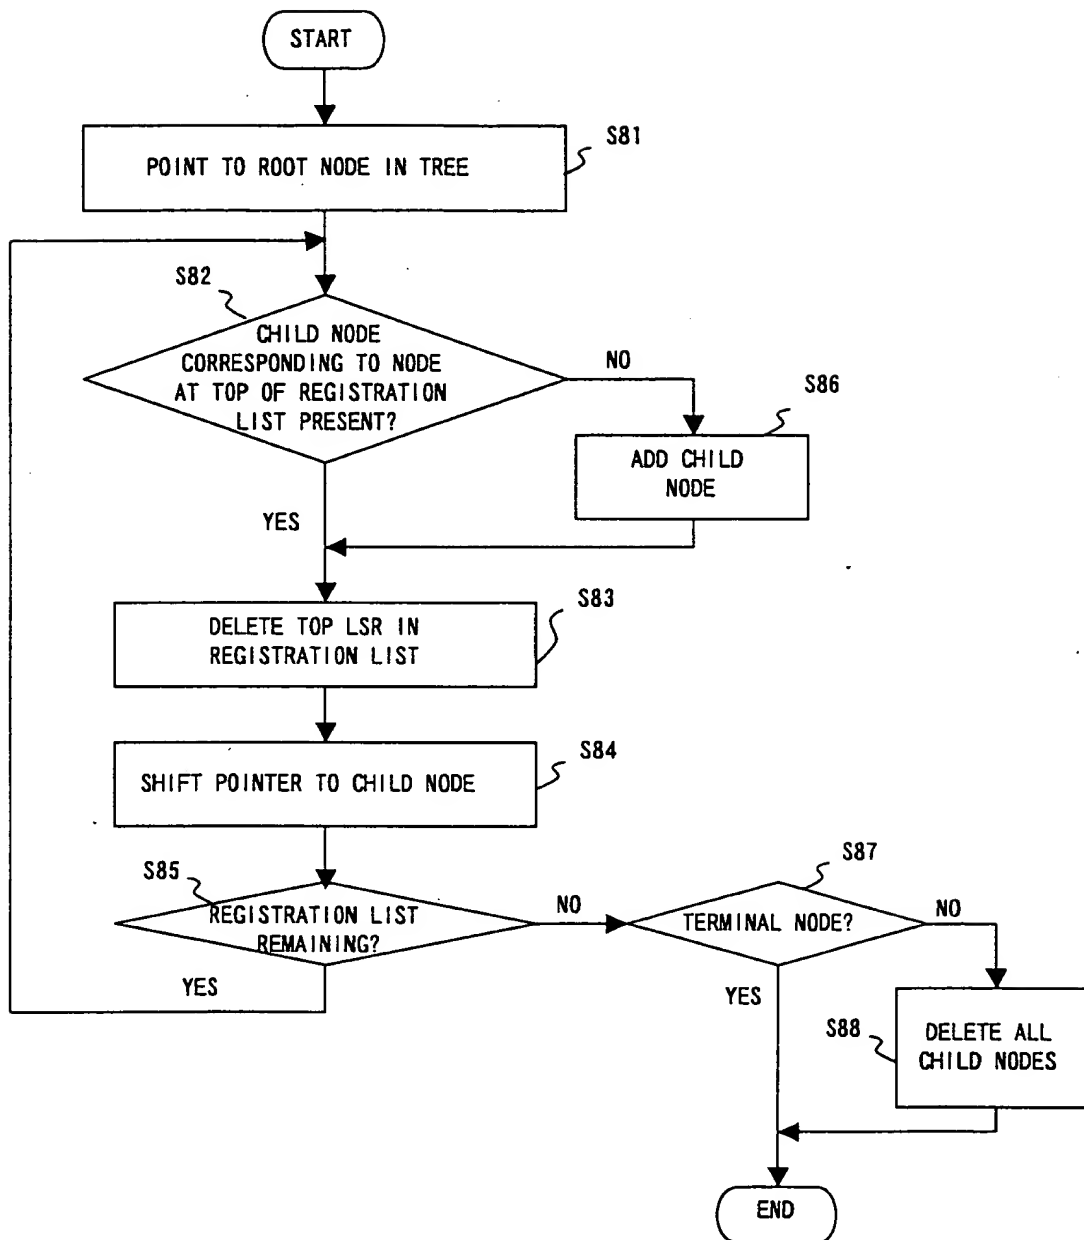 START
S81
POINT TO ROOT NODE IN TREE
S82
CHILD NODE
CORRESPONDING TO NODE
AT TOP OF REGISTRATION
LIST PRESENT?
NO
S86
ADD CHILD
NODE
YES
S83
DELETE TOP LSR IN
REGISTRATION LIST
S84
SHIFT POINTER TO CHILD NODE
S85
REGISTRATION LIST
REMAINING?
NO
S87
TERMINAL NODE?
NO
YES
YES
S88
DELETE ALL
CHILD NODES
END